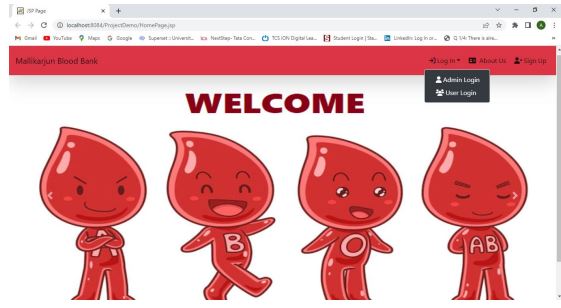 JSP Page
localhost:8084/ProjectDemo/HomePage.jsp
Gmail YouTube Maps Google Superset :: Universit... NextStep- Tata Con... TCS iON Digital Lea... Student Login | Sta... LinkedIn: Log In or... Q 1/4: There is a/re...
Mallikarjun Blood Bank Log In About Us Sign Up
Admin Login
User Login
WELCOME
A B O AB